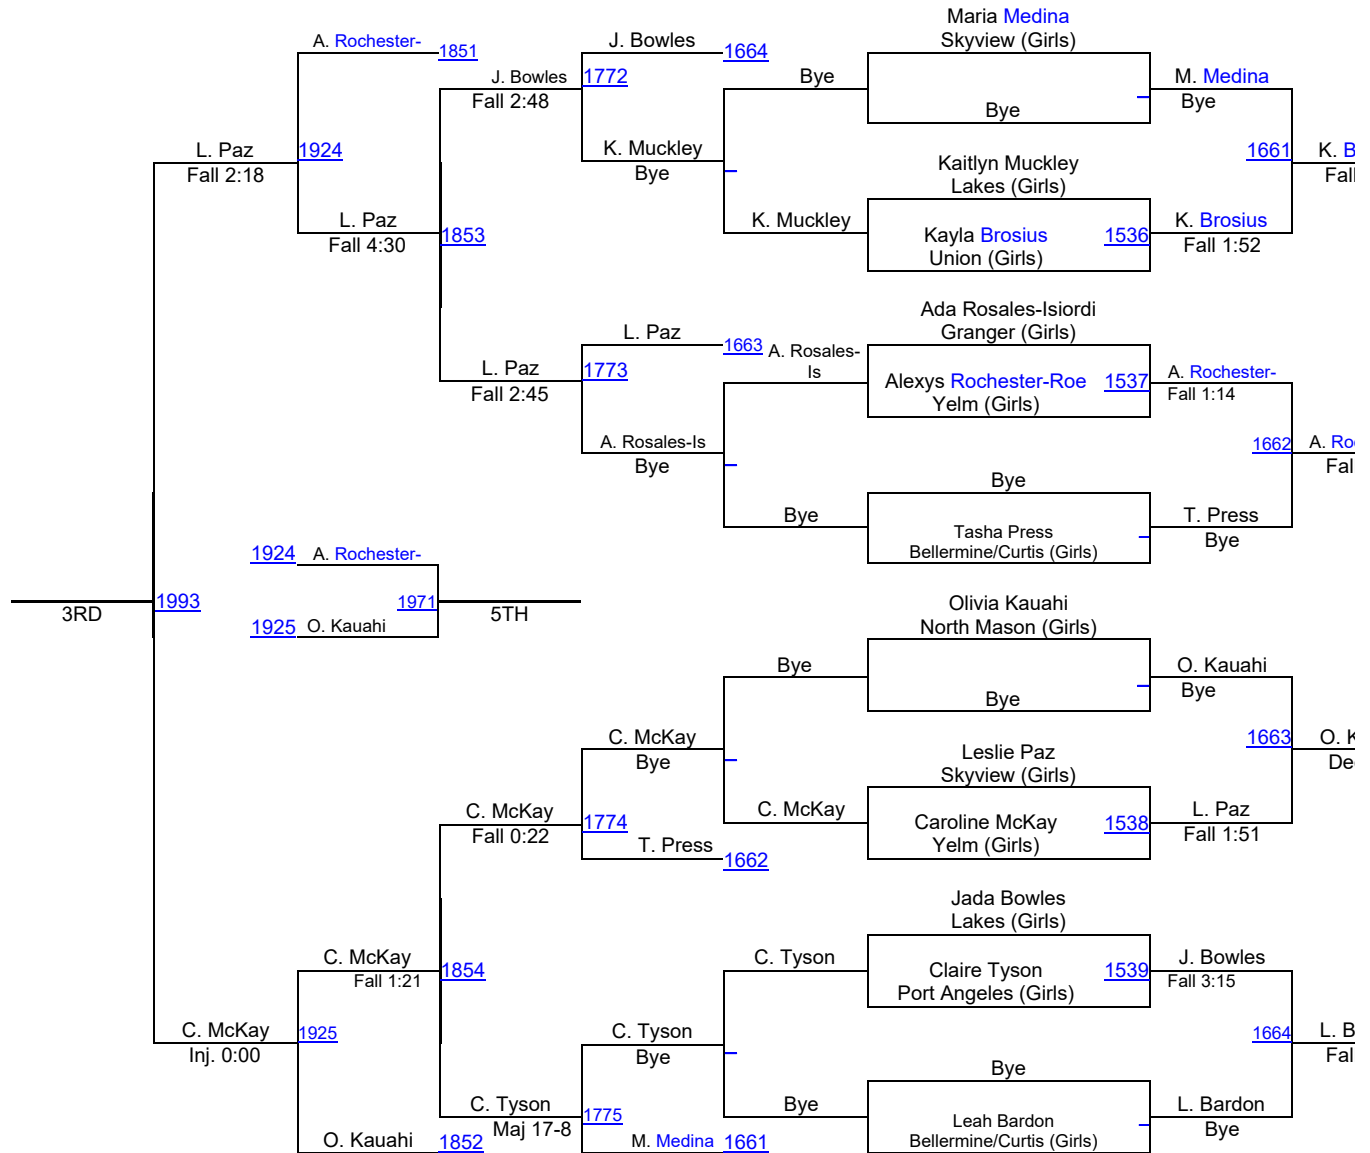 Maria Medina
Skyview (Girls)
A. Rochester-
1851
J. Bowles
1664
J. Bowles
Fall 2:48
1772
Bye
Bye
M. Medina
Bye
L. Paz
Fall 2:18
1924
K. Muckley
Bye
Kaitlyn Muckley
Lakes (Girls)
1661
K. B
Fall
L. Paz
Fall 4:30
1853
K. Muckley
Kayla Brosius
Union (Girls)
1536
K. Brosius
Fall 1:52
Ada Rosales-Isiordi
Granger (Girls)
L. Paz
1663
A. Rosales-
Is
L. Paz
Fall 2:45
1773
Alexys Rochester-Roe
Yelm (Girls)
1537
A. Rochester-
Fall 1:14
A. Rosales-Is
Bye
1662
A. Ro
Fal
Bye
Bye
Tasha Press
Bellermine/Curtis (Girls)
T. Press
Bye
1924
A. Rochester-
3RD
1993
1971
5TH
1925
O. Kauahi
Olivia Kauahi
North Mason (Girls)
Bye
Bye
O. Kauahi
Bye
C. McKay
Bye
Leslie Paz
Skyview (Girls)
1663
O. K
De
C. McKay
Fall 0:22
1774
C. McKay
Caroline McKay
Yelm (Girls)
1538
L. Paz
Fall 1:51
T. Press
1662
Jada Bowles
Lakes (Girls)
C. McKay
Fall 1:21
1854
C. Tyson
Claire Tyson
Port Angeles (Girls)
1539
J. Bowles
Fall 3:15
C. McKay
Inj. 0:00
1925
C. Tyson
Bye
1664
L. B
Fal
Bye
C. Tyson
Maj 17-8
1775
Bye
Leah Bardon
Bellermine/Curtis (Girls)
L. Bardon
Bye
O. Kauahi
1852
M. Medina
1661